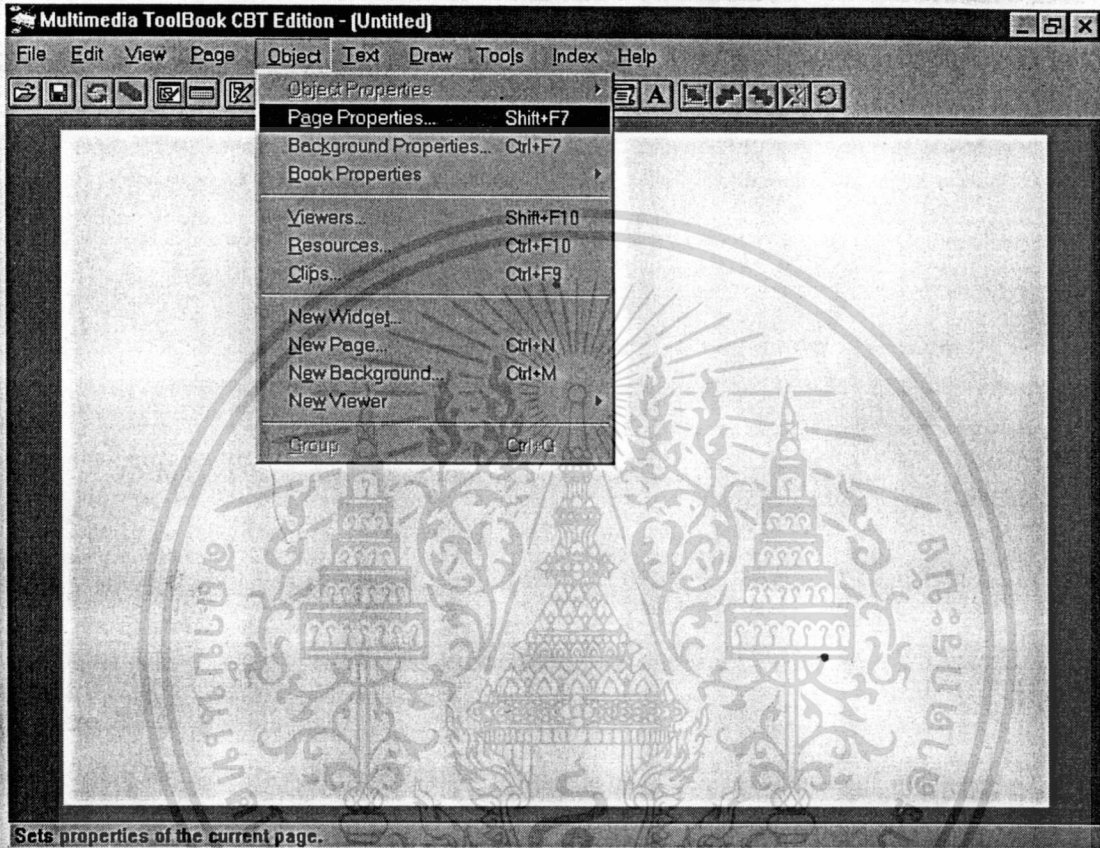 Multimedia ToolBook CBT Edition - (Untitled)
File Edit View Page Object Text Draw Tools Index Help
Object Properties
Page Properties... Shift+F7
Background Properties... Ctrl+F7
Book Properties
Viewers... Shift+F10
Resources... Ctrl+F10
Clips... Ctrl+F9
New Widget...
New Page... Ctrl+N
New Background... Ctrl+M
New Viewer
Group Ctrl+G
Sets properties of the current page.